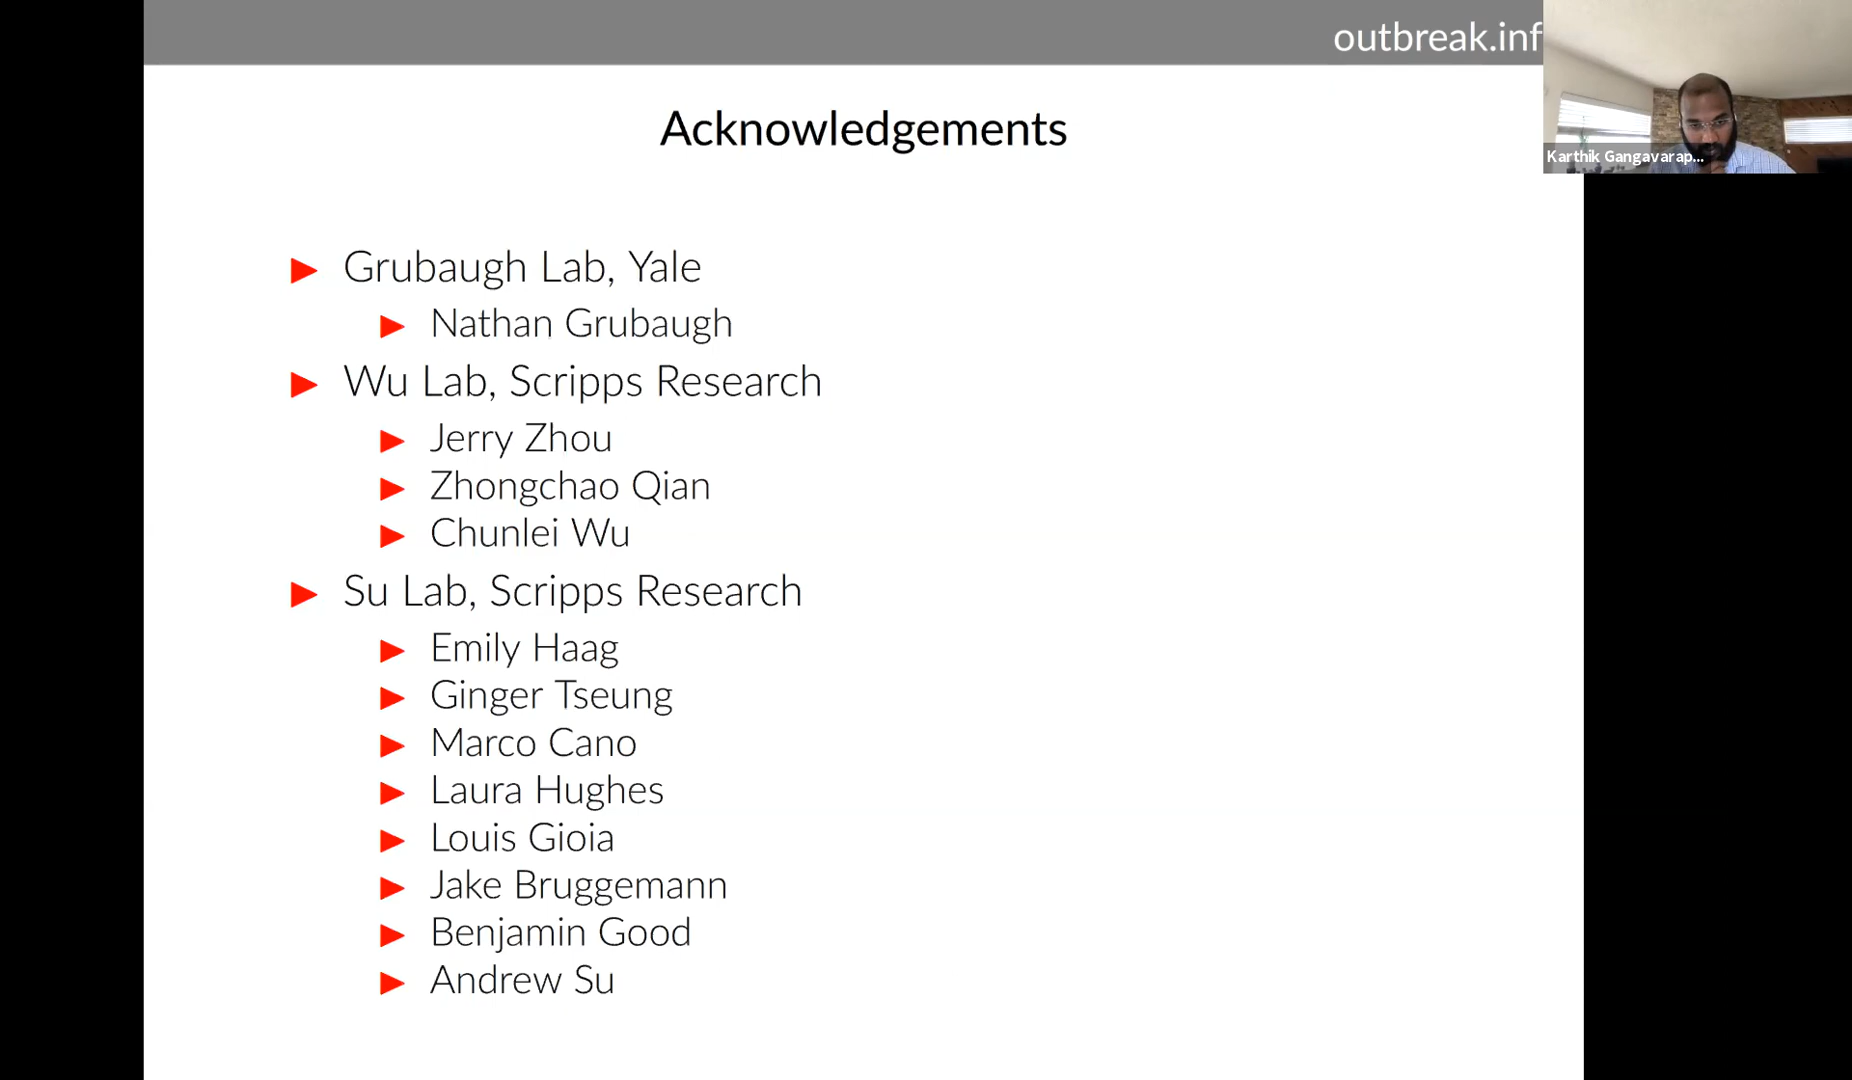 outbreak.inf
Karthik Gangavarap...
Acknowledgements
Grubaugh Lab, Yale
Nathan Grubaugh
Wu Lab, Scripps Research
Jerry Zhou
Zhongchao Qian
Chunlei Wu
Su Lab, Scripps Research
Emily Haag
Ginger Tseung
Marco Cano
Laura Hughes
Louis Gioia
Jake Bruggemann
Benjamin Good
Andrew Su